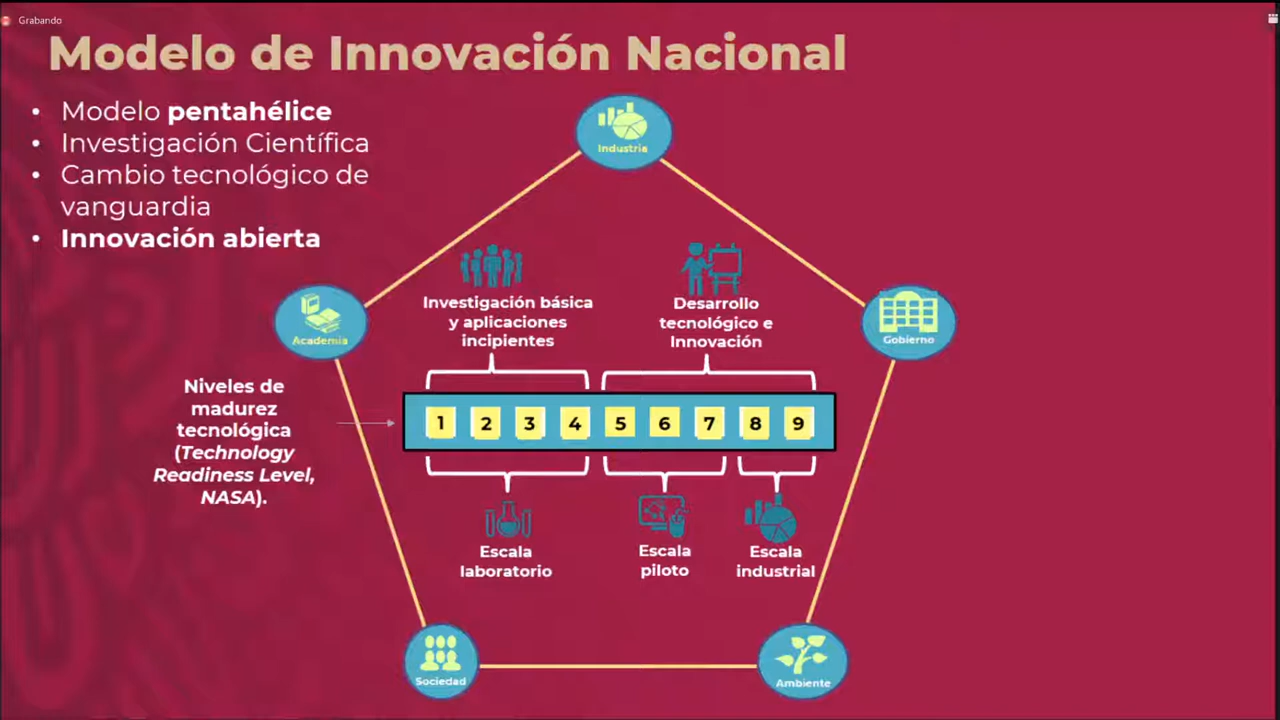 Grabando
Modelo de Innovación Nacional
• Modelo pentahélice
• Investigación Científica
• Cambio tecnológico de
vanguardia
• Innovación abierta
Industria
Academia
Gobierno
Investigación básica
y aplicaciones
incipientes
Desarrollo
tecnológico e
Innovación
Niveles de
madurez
tecnológica
(Technology
Readiness Level,
NASA).
1 2 3 4 5 6 7 8 9
Escala
laboratorio
Escala
piloto
Escala
industrial
Sociedad
Ambiente